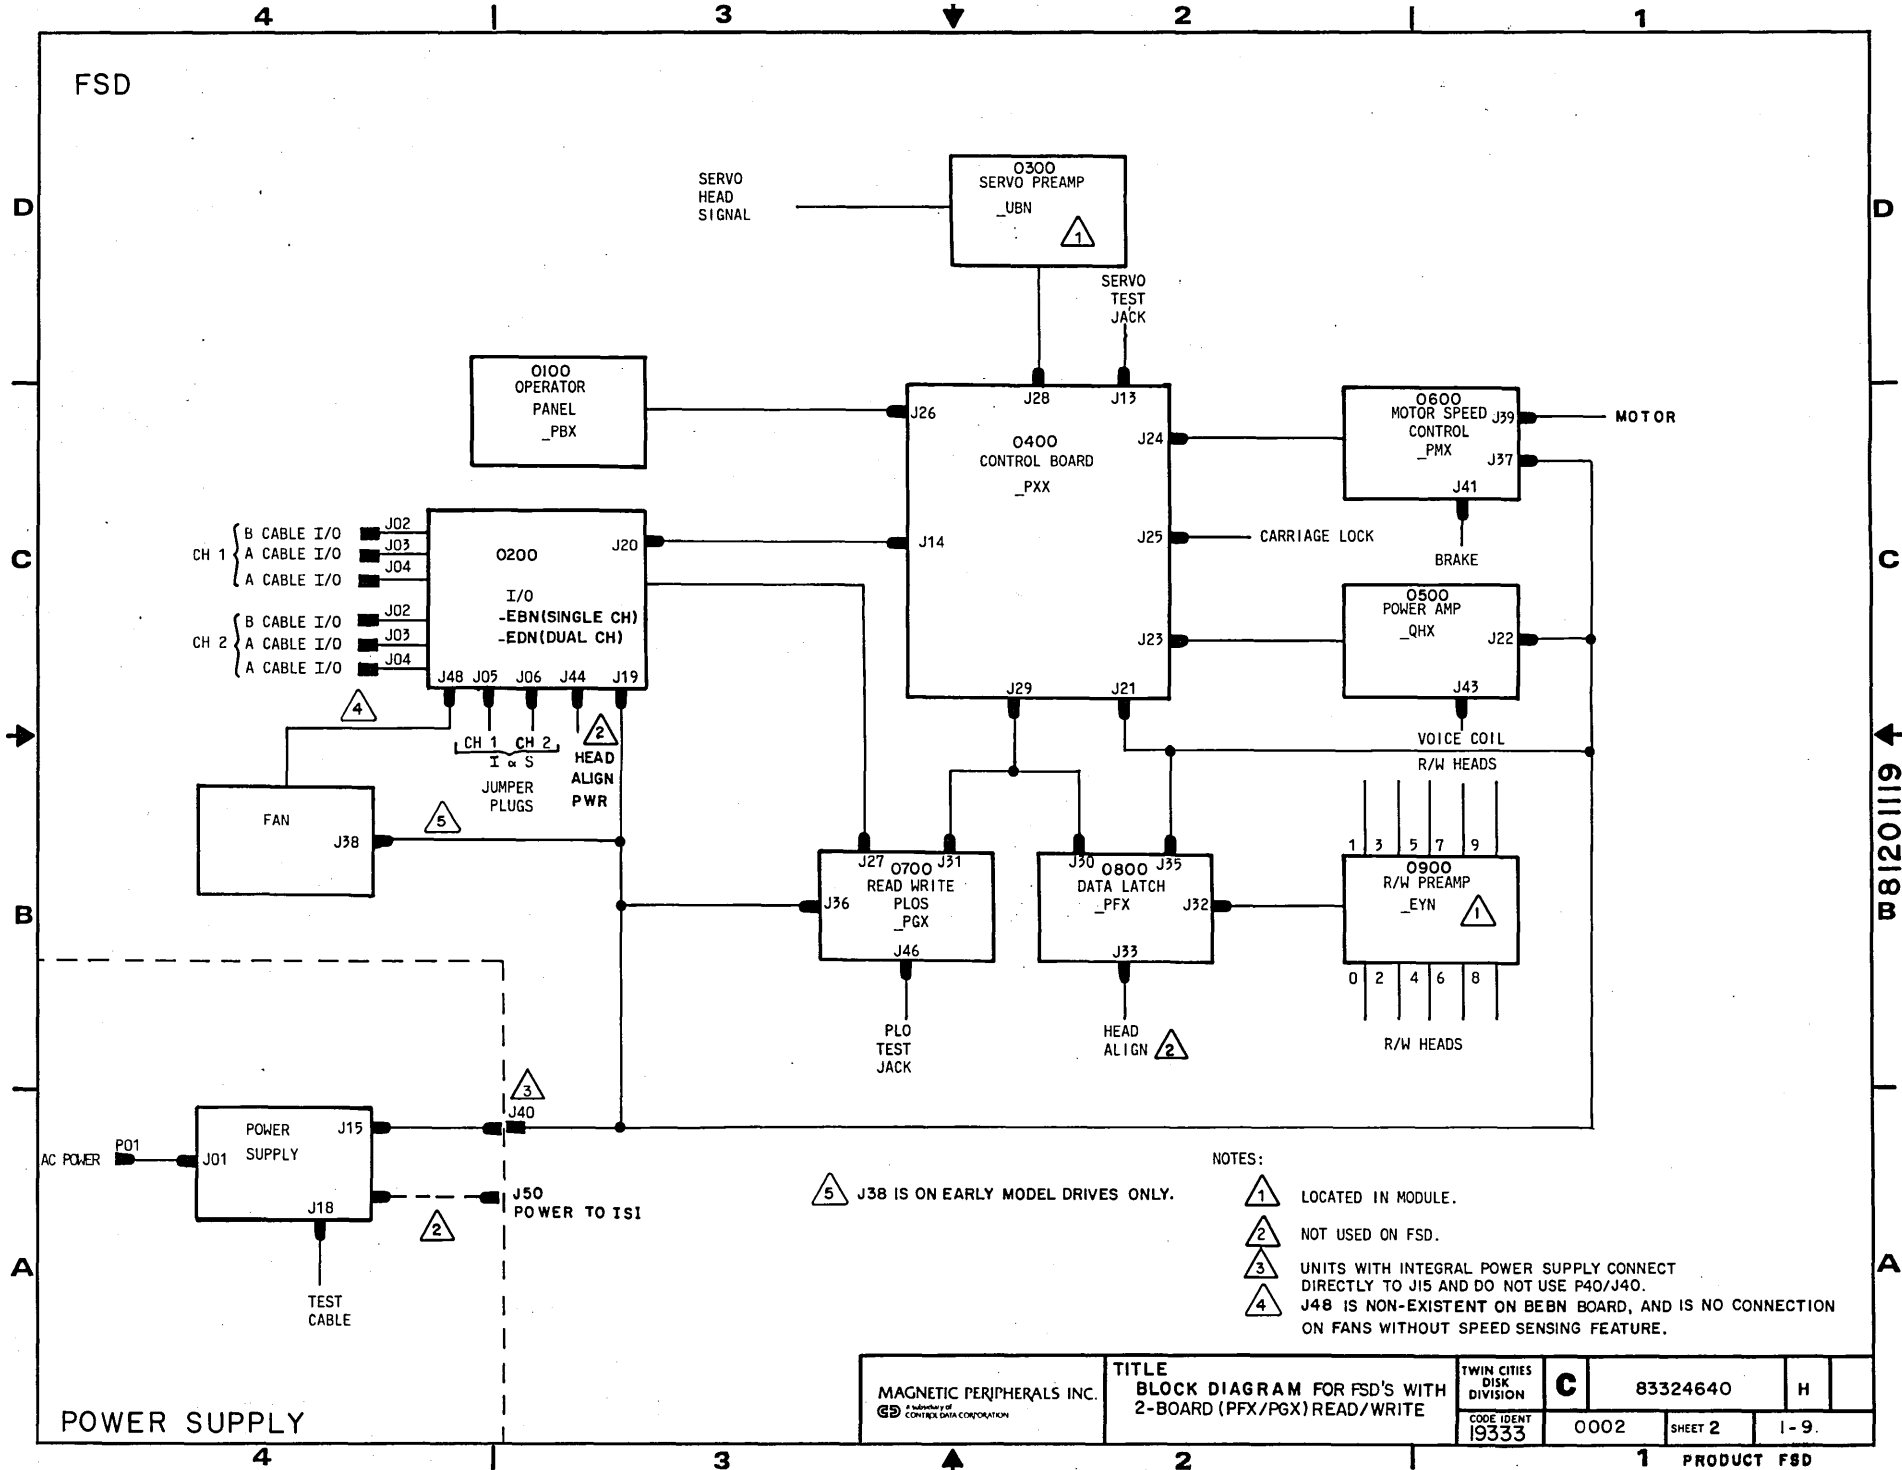 4 3 2 1
FSD
D
D
0300
SERVO PREAMP
_UBN
1
SERVO
HEAD
SIGNAL
SERVO
TEST
JACK
0100
OPERATOR
PANEL
_PBX
J26
J28
J13
J24
0400
CONTROL BOARD
_PXX
J14
J25
CARRIAGE LOCK
J23
J29
J21
0600
MOTOR SPEED
CONTROL
_PMX
J39
MOTOR
J37
J41
BRAKE
0500
POWER AMP
_QHX
J22
J43
VOICE COIL
R/W HEADS
C
C
CH 1
B CABLE I/O J02
A CABLE I/O J03
A CABLE I/O J04
CH 2
B CABLE I/O J02
A CABLE I/O J03
A CABLE I/O J04
0200
J20
I/O
-EBN(SINGLE CH)
-EDN(DUAL CH)
J48 J05 J06 J44 J19
4
CH 1 CH 2
I & S
JUMPER
PLUGS
2
HEAD
ALIGN
PWR
FAN
J38
5
J27 J31
0700
READ WRITE
PLOS
_PGX
J36
J46
PLO
TEST
JACK
J30 J35
0800
DATA LATCH
_PFX
J32
J33
HEAD
ALIGN
2
1 3 5 7 9
0900
R/W PREAMP
_EYN
1
0 2 4 6 8
R/W HEADS
B
B
81201119
3
J40
POWER
SUPPLY
J15
AC POWER
P01
J01
J18
J50
POWER TO ISI
2
TEST
CABLE
A
A
5 J38 IS ON EARLY MODEL DRIVES ONLY.
NOTES:
1 LOCATED IN MODULE.
2 NOT USED ON FSD.
3 UNITS WITH INTEGRAL POWER SUPPLY CONNECT
DIRECTLY TO J15 AND DO NOT USE P40/J40.
4 J48 IS NON-EXISTENT ON BEBN BOARD, AND IS NO CONNECTION
ON FANS WITHOUT SPEED SENSING FEATURE.
POWER SUPPLY
MAGNETIC PERIPHERALS INC.
a subsidiary of
CONTROL DATA CORPORATION
TITLE
BLOCK DIAGRAM FOR FSD'S WITH
2-BOARD (PFX/PGX) READ/WRITE
TWIN CITIES
DISK
DIVISION
C
83324640
H
CODE IDENT
19333
0002
SHEET 2
1-9.
4 3 2 1
PRODUCT FSD